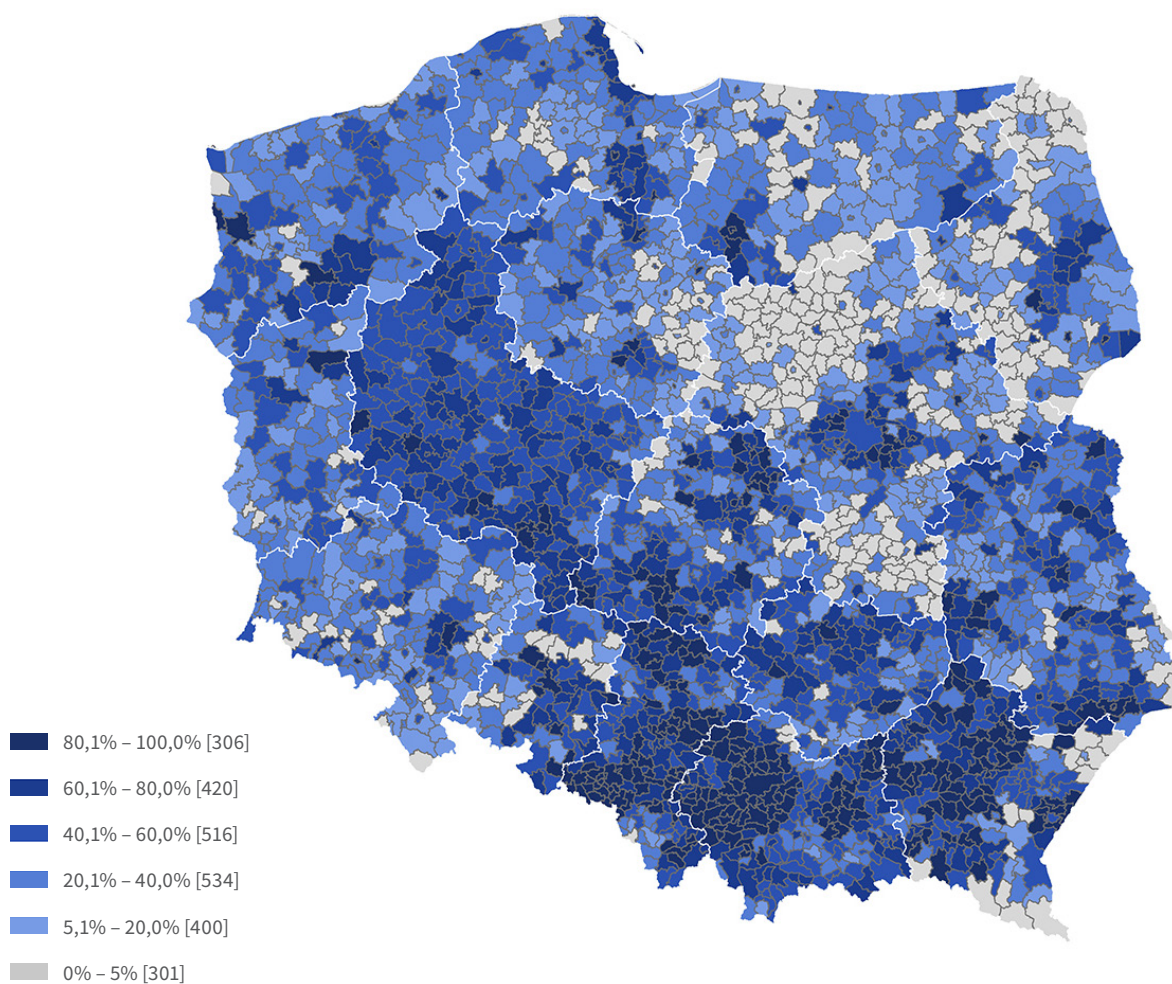 80,1% – 100,0% [306]
60,1% – 80,0% [420]
40,1% – 60,0% [516]
20,1% – 40,0% [534]
5,1% – 20,0% [400]
0% – 5% [301]